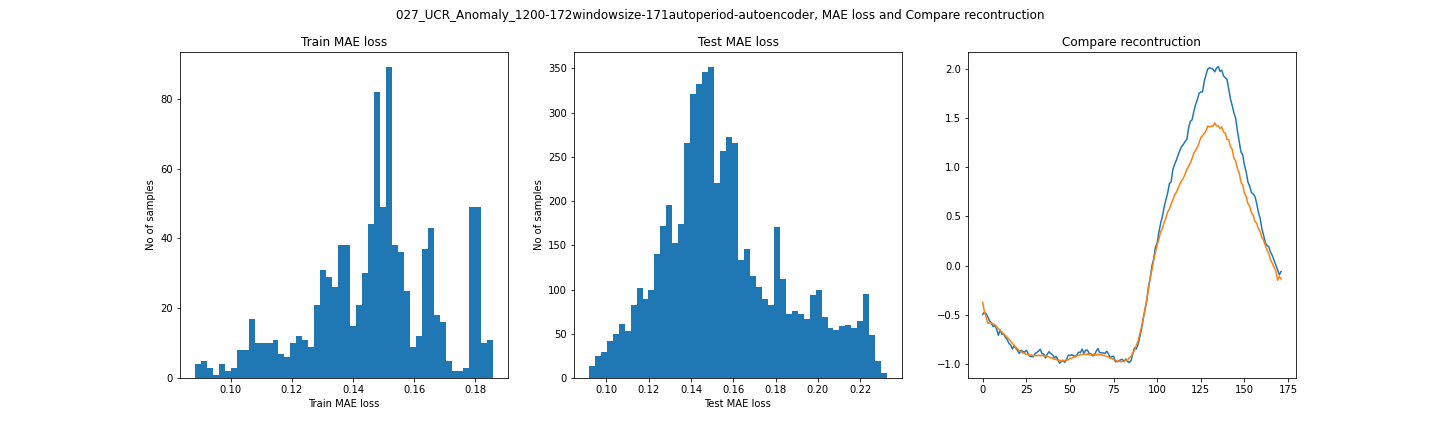 027_UCR_Anomaly_1200-172windowsize-171autoperiod-autoencoder, MAE loss and Compare recontruction
Train MAE loss
No of samples
80
60
40
20
0
0.10 0.12 0.14 0.16 0.18
Train MAE loss
Test MAE loss
No of samples
350
300
250
200
150
100
50
0
0.10 0.12 0.14 0.16 0.18 0.20 0.22
Test MAE loss
Compare recontruction
2.0
1.5
1.0
0.5
0.0
−0.5
−1.0
0 25 50 75 100 125 150 175